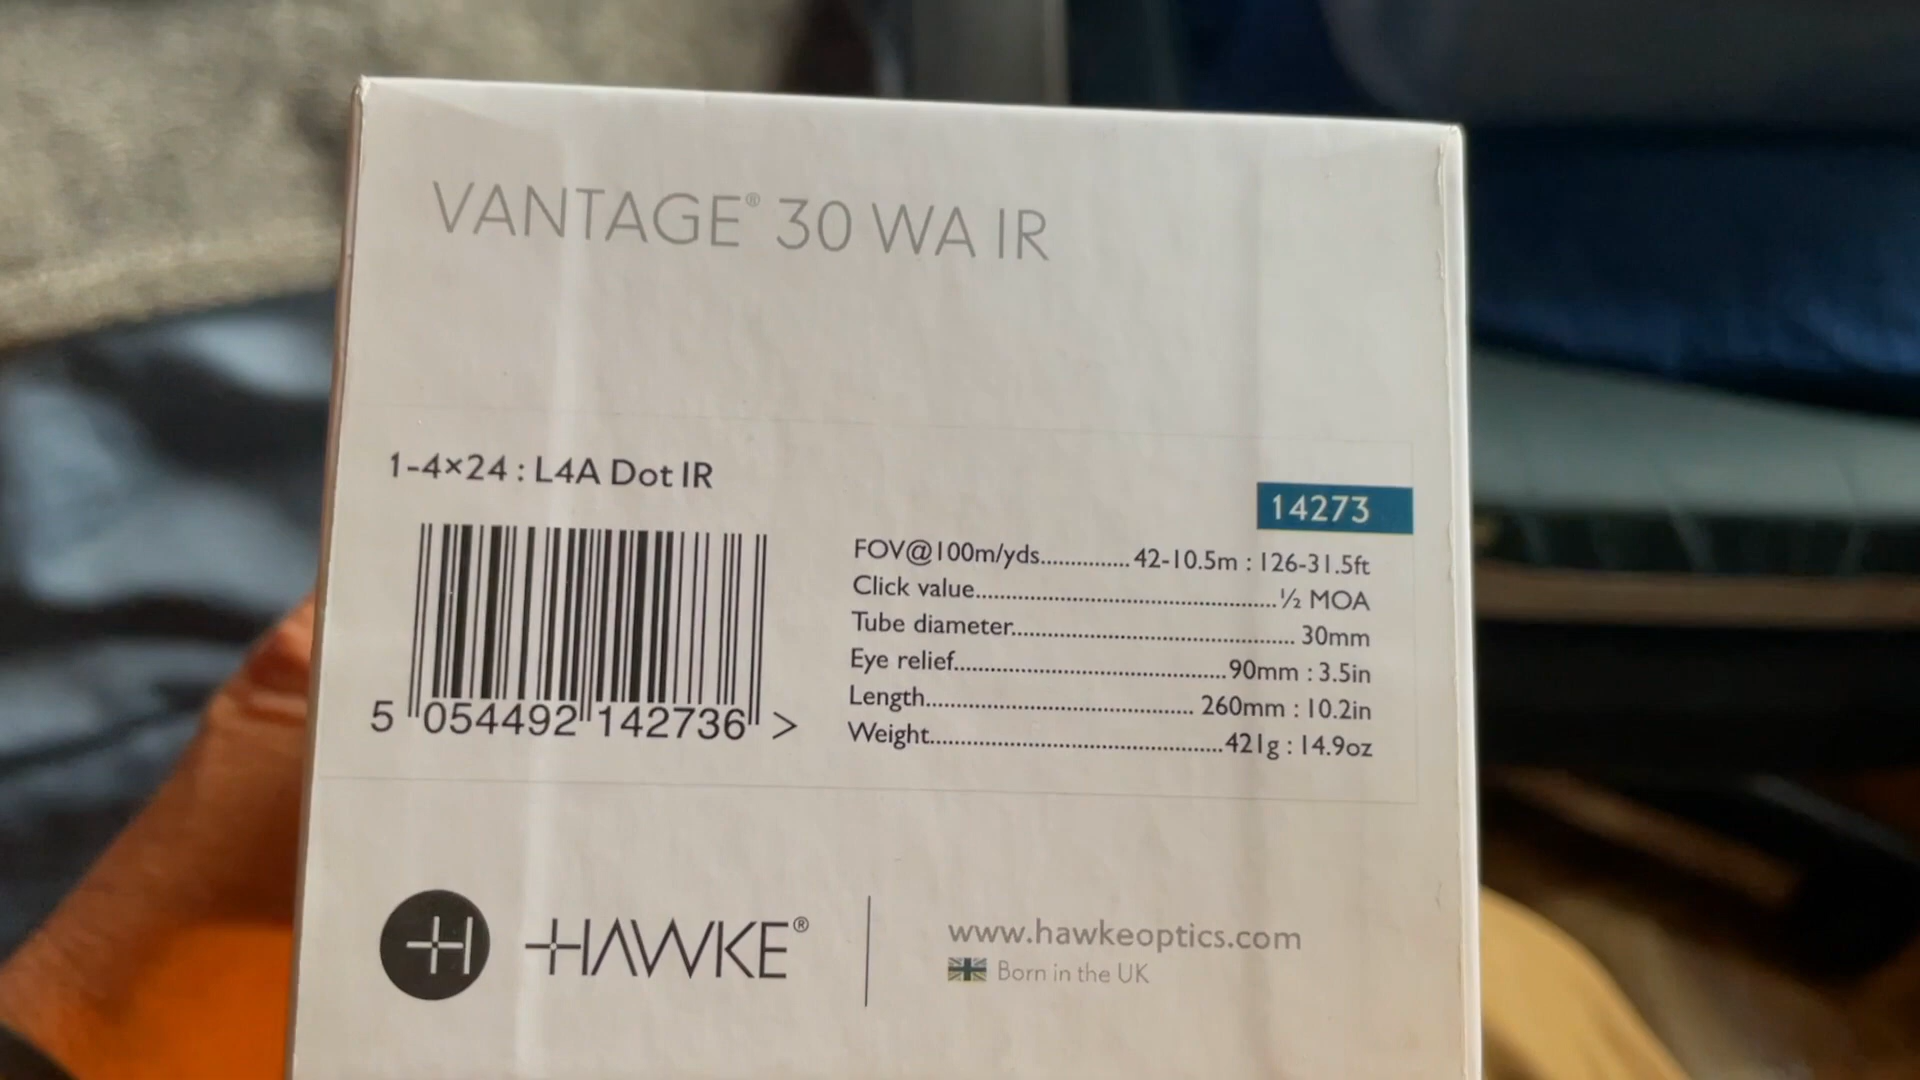 VANTAGE® 30 WA IR
1-4×24 : L4A Dot IR
14273
FOV@100m/yds............... 42-10.5m : 126-31.5ft
Click value.................................................. ½ MOA
Tube diameter............................................... 30mm
Eye relief............................................. 90mm : 3.5in
Length............................................. 260mm : 10.2in
Weight................................................ 421g : 14.9oz
5 054492 142736 >
HAWKE®
www.hawkeoptics.com
Born in the UK